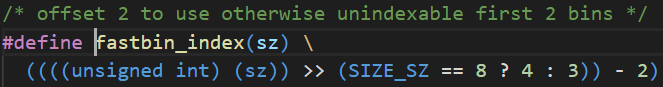 /* offset 2 to use otherwise unindexable first 2 bins */
#define fastbin_index(sz) \
((((unsigned int) (sz)) >> (SIZE_SZ == 8 ? 4 : 3)) - 2)